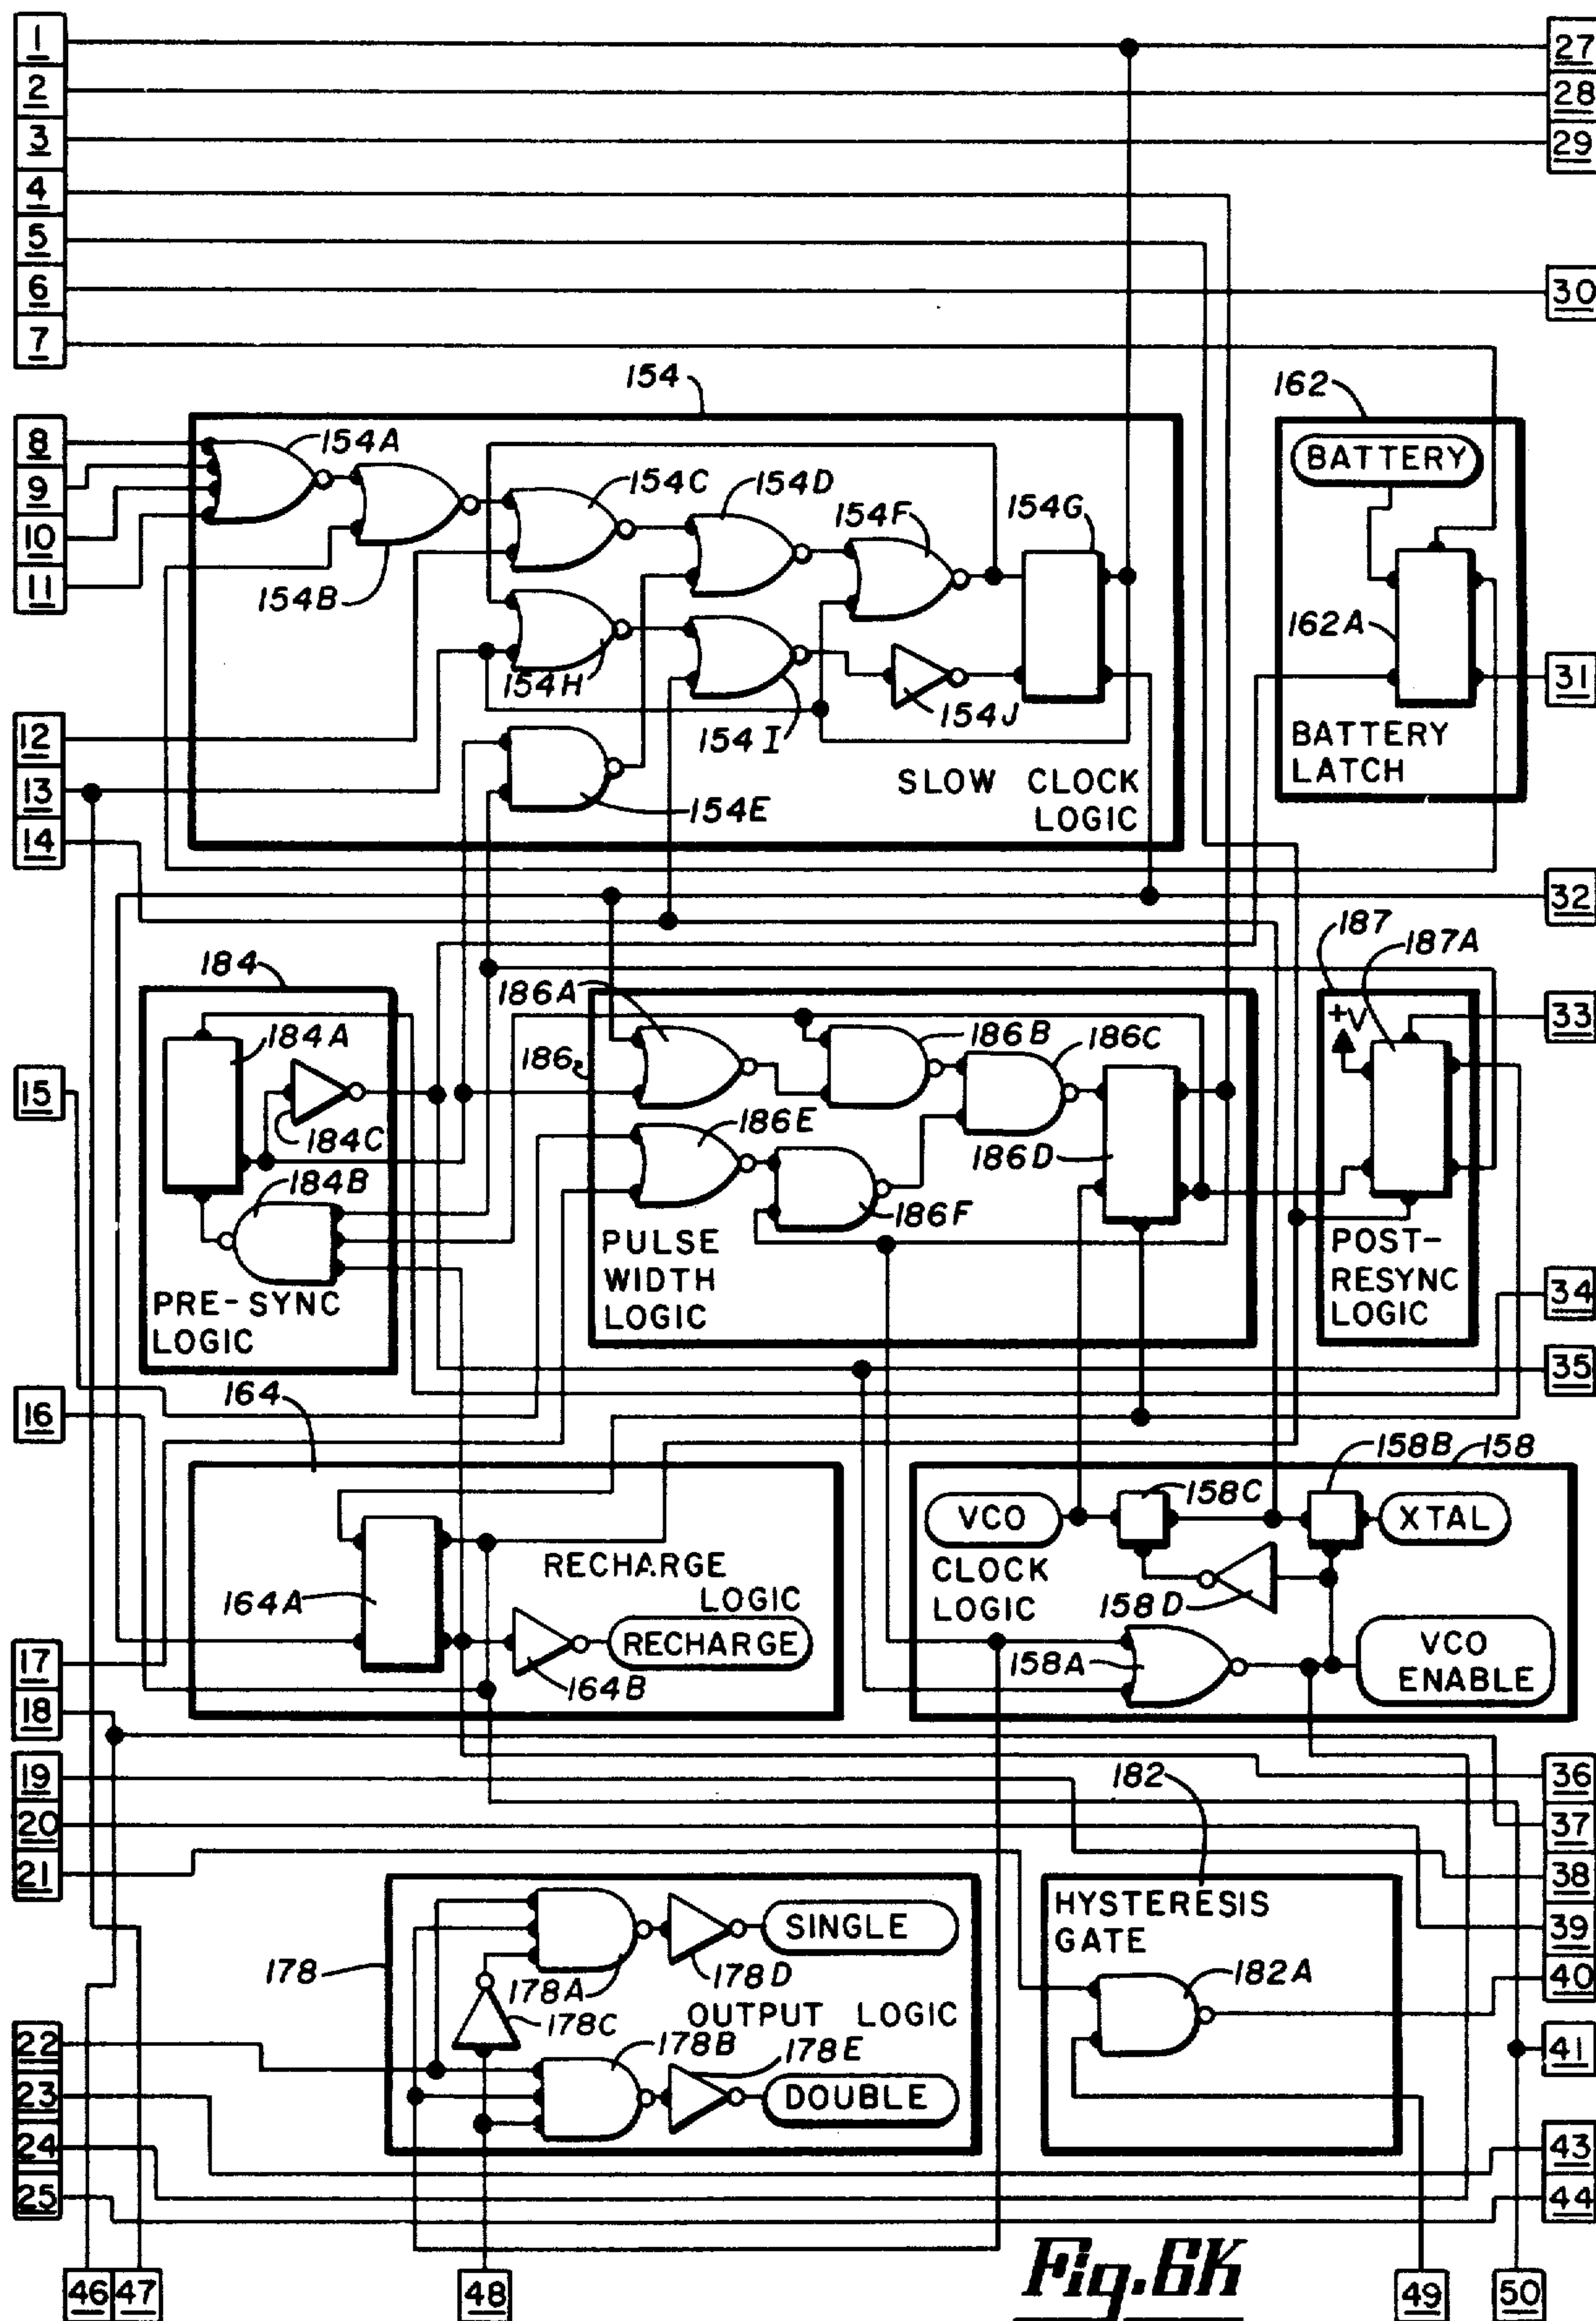 1
27
2
28
3
29
4
5
6
30
7
154
162
8
154A
BATTERY
9
154C
154D
10
154F
154G
11
154B
162A
154H
31
154J
12
154I
BATTERY
LATCH
13
SLOW CLOCK
LOGIC
154E
14
32
187
187A
184
186A
+V
33
184A
186B
186C
186
15
184C
186E
186D
184B
186F
PULSE
WIDTH
LOGIC
POST-
RESYNC
LOGIC
PRE-SYNC
LOGIC
34
35
164
16
158B
158
158C
VCO
XTAL
RECHARGE
LOGIC
CLOCK
LOGIC
164A
158D
RECHARGE
VCO
ENABLE
17
158A
164B
18
182
19
36
20
37
21
38
HYSTERESIS
GATE
SINGLE
39
178
178A
178D
182A
40
OUTPUT LOGIC
178C
22
178B
178E
41
23
DOUBLE
24
43
25
44
Fig. 6K
46
47
48
49
50